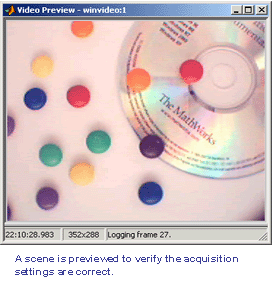 Video Preview - winvideo:1
The MathWorks
22:10:28.983 352x288 Logging frame 27.
A scene is previewed to verify the acquisition
settings are correct.